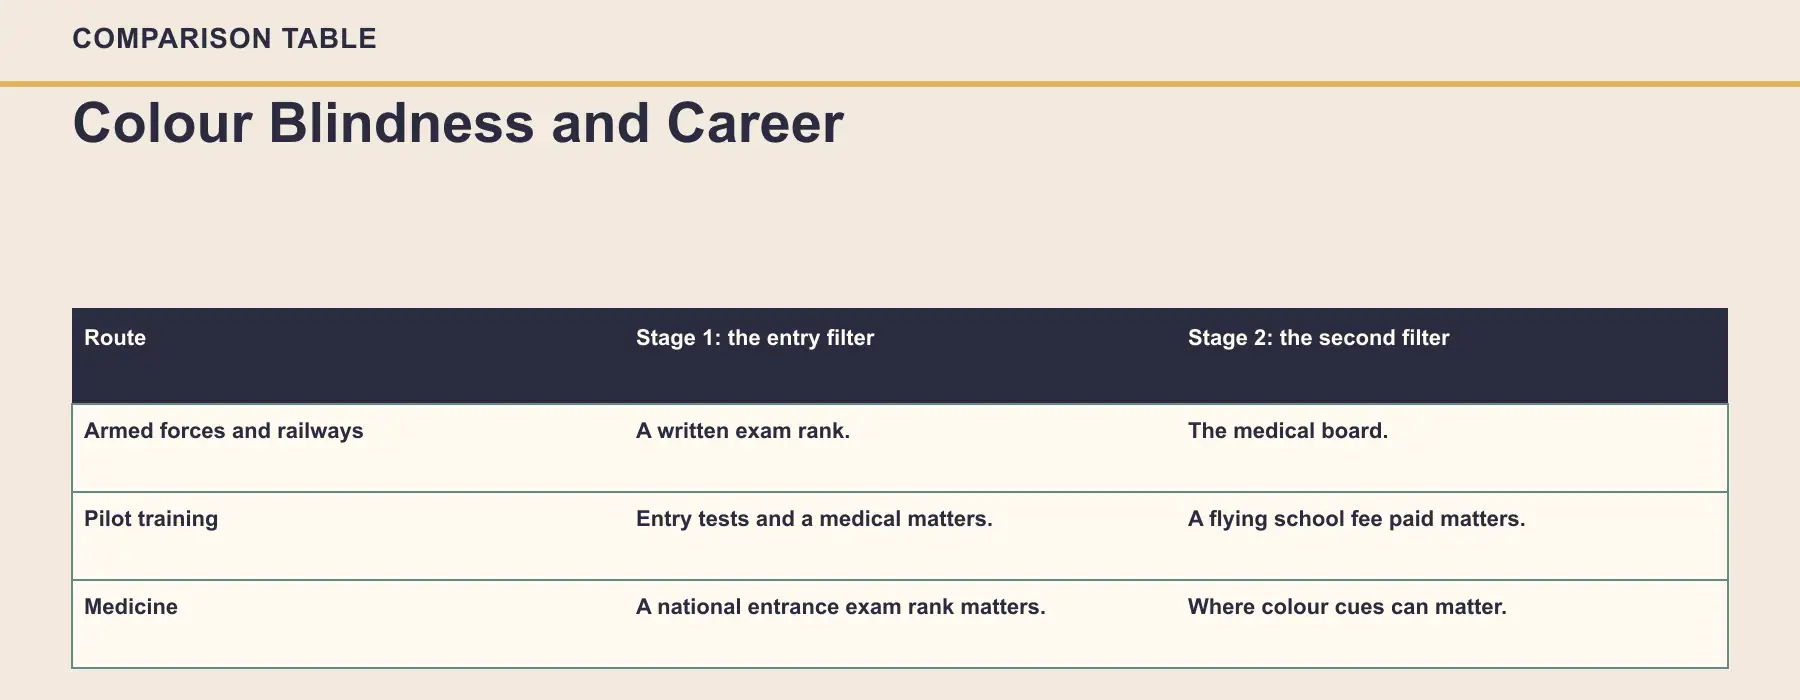 COMPARISON TABLE
Colour Blindness and Career
Route Stage 1: the entry filter Stage 2: the second filter
Armed forces and railways A written exam rank. The medical board.
Pilot training Entry tests and a medical matters. A flying school fee paid matters.
Medicine A national entrance exam rank matters. Where colour cues can matter.